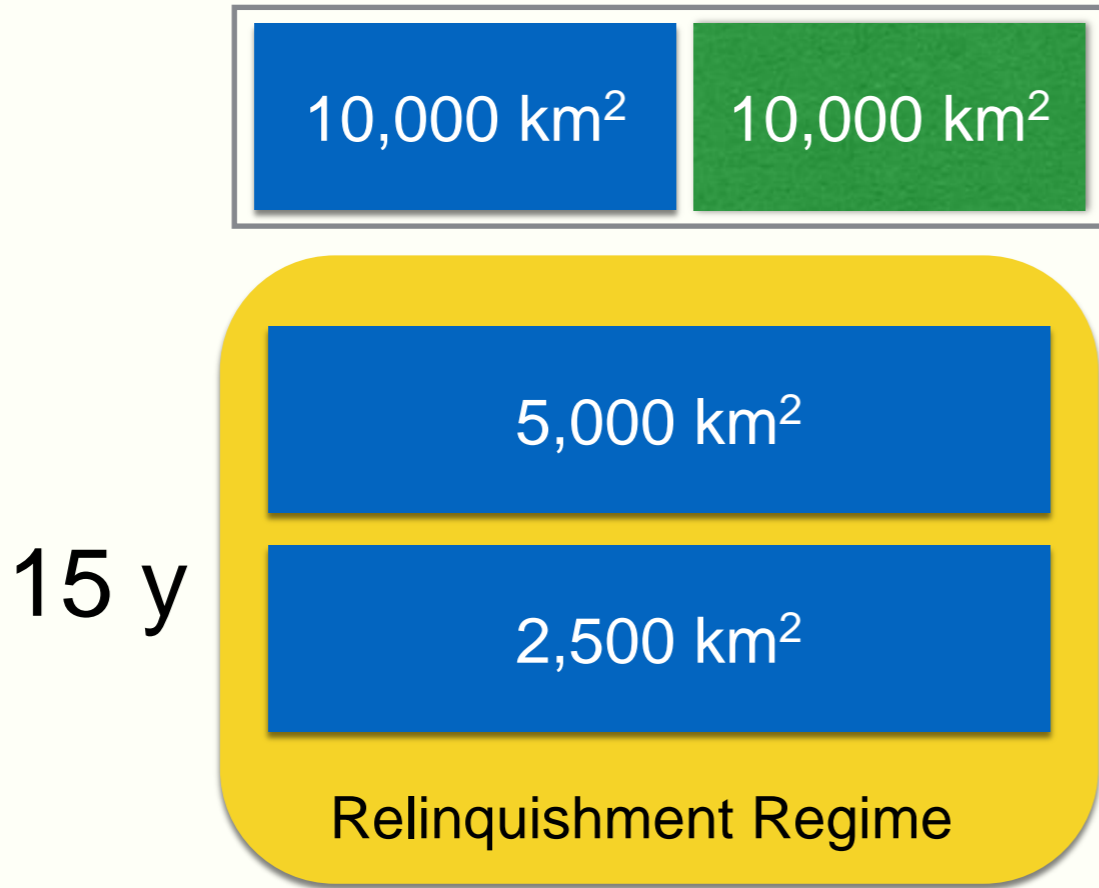 10,000 km² 10,000 km²
5,000 km²
15 y
2,500 km²
Relinquishment Regime